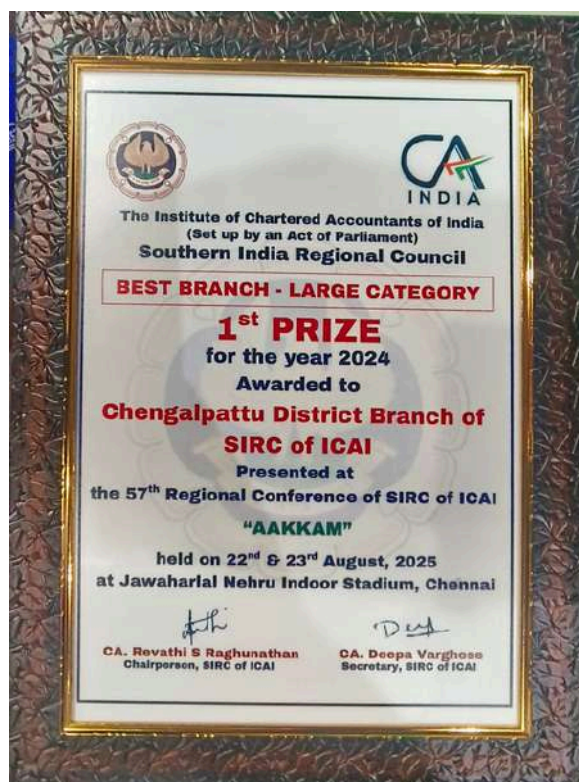 CA
INDIA
The Institute of Chartered Accountants of India
(Set up by an Act of Parliament)
Southern India Regional Council
BEST BRANCH - LARGE CATEGORY
1st PRIZE
for the year 2024
Awarded to
Chengalpattu District Branch of
SIRC of ICAI
Presented at
the 57th Regional Conference of SIRC of ICAI
“AAKKAM”
held on 22nd & 23rd August, 2025
at Jawaharlal Nehru Indoor Stadium, Chennai
CA. Revathi S Raghunathan
Chairperson, SIRC of ICAI
CA. Deepa Varghese
Secretary, SIRC of ICAI